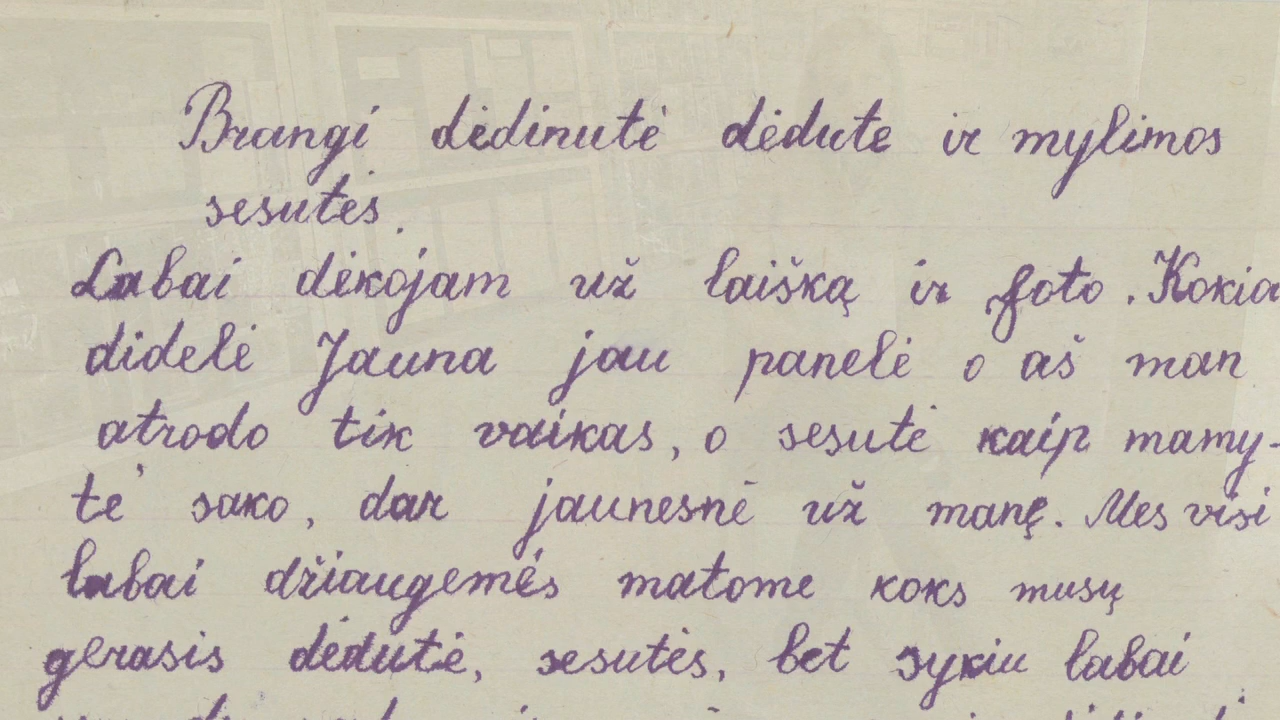 Brangi dėdinutė dėdute ir mylimos
sesutės.
Labai dėkojam už laišką ir foto. Kokia
didelė Jauna jau panelė o aš man
atrodo tik vaikas, o sesutė kaip mamy-
tė sako, dar jaunesnė už manę. Mes visi
labai džiaugemės matome koks musų
gerasis dėdutė, sesutės, bet sykiu labai